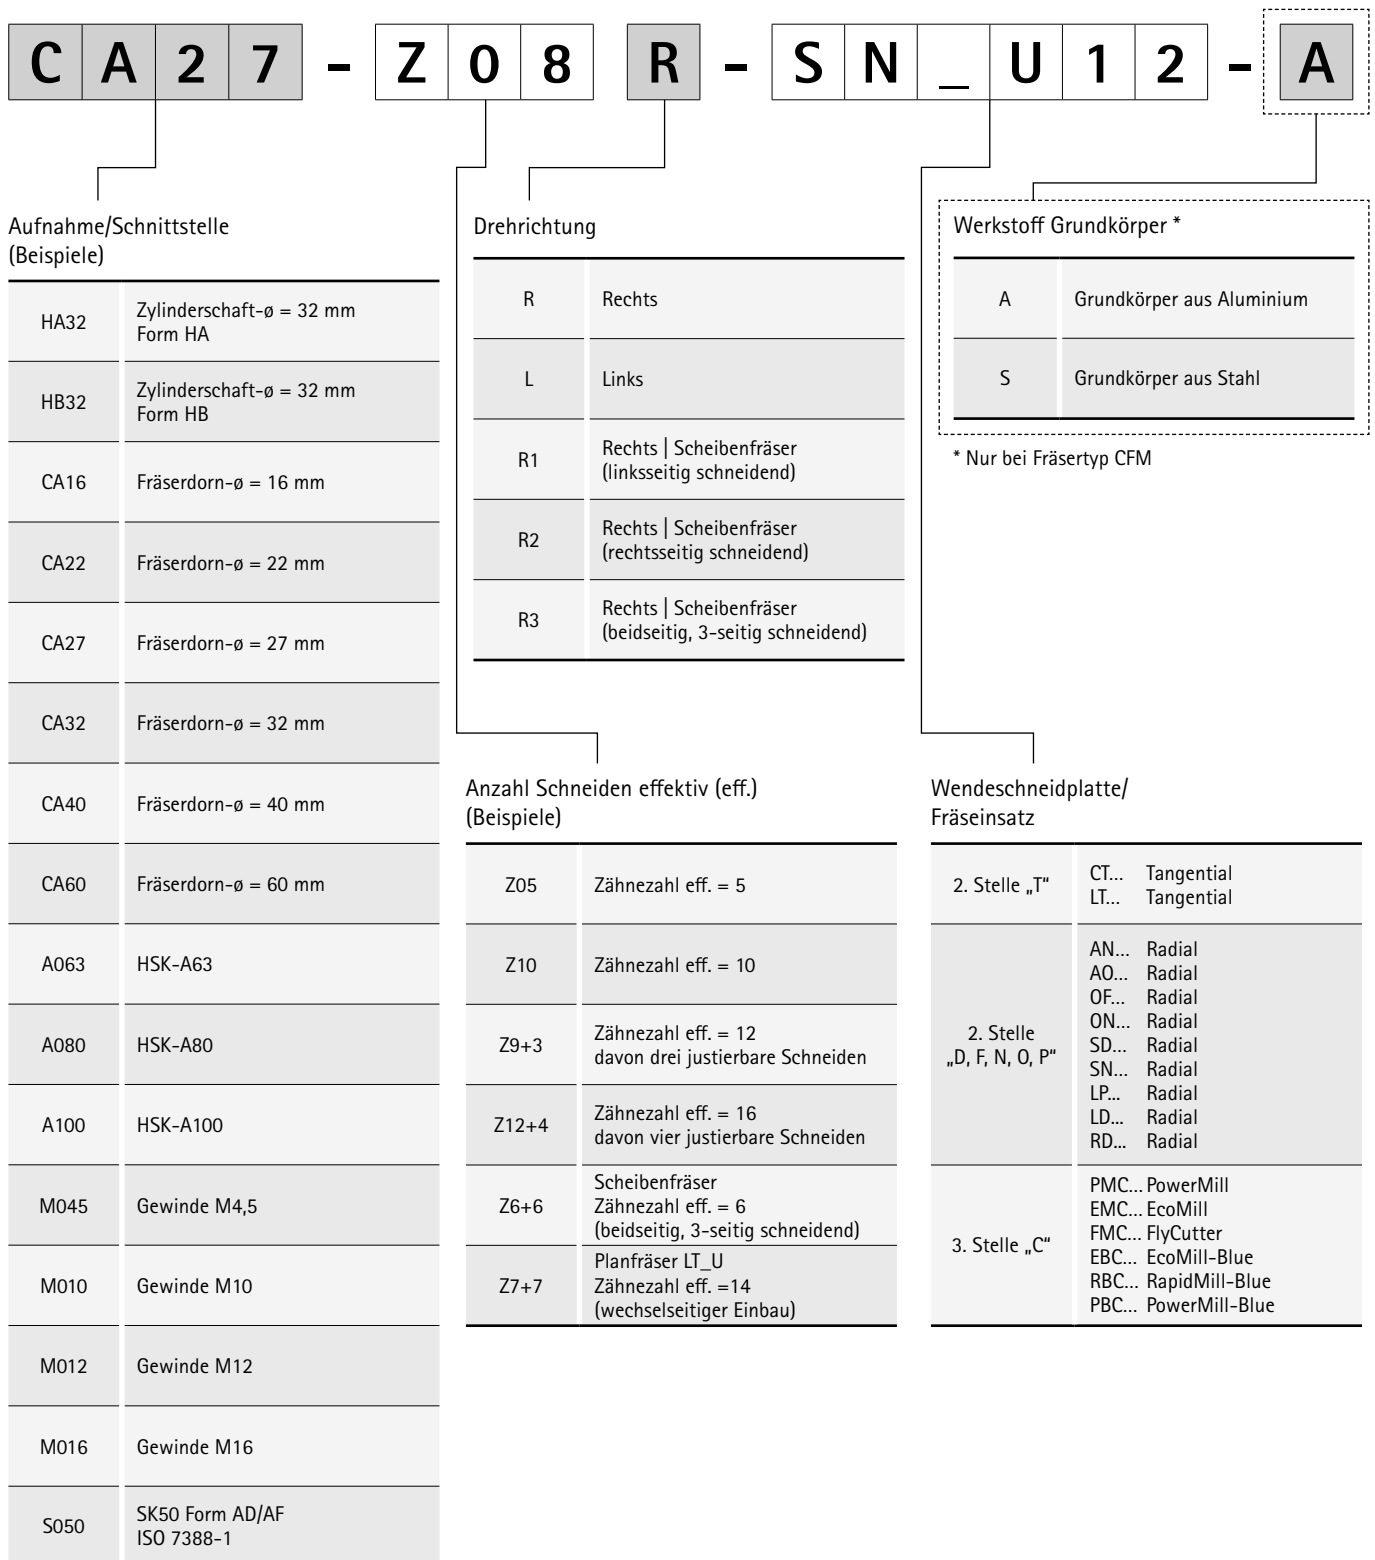 CA27 - Z08 R - SN_U12 - A
Aufnahme/Schnittstelle
(Beispiele)
HA32 Zylinderschaft-ø = 32 mm
Form HA
HB32 Zylinderschaft-ø = 32 mm
Form HB
CA16 Fräserdorn-ø = 16 mm
CA22 Fräserdorn-ø = 22 mm
CA27 Fräserdorn-ø = 27 mm
CA32 Fräserdorn-ø = 32 mm
CA40 Fräserdorn-ø = 40 mm
CA60 Fräserdorn-ø = 60 mm
A063 HSK-A63
A080 HSK-A80
A100 HSK-A100
M045 Gewinde M4,5
M010 Gewinde M10
M012 Gewinde M12
M016 Gewinde M16
S050 SK50 Form AD/AF
ISO 7388-1
Drehrichtung
R Rechts
L Links
R1 Rechts | Scheibenfräser
(linksseitig schneidend)
R2 Rechts | Scheibenfräser
(rechtsseitig schneidend)
R3 Rechts | Scheibenfräser
(beidseitig, 3-seitig schneidend)
Werkstoff Grundkörper *
A Grundkörper aus Aluminium
S Grundkörper aus Stahl
* Nur bei Fräsertyp CFM
Anzahl Schneiden effektiv (eff.)
(Beispiele)
Z05 Zähnezahl eff. = 5
Z10 Zähnezahl eff. = 10
Z9+3 Zähnezahl eff. = 12
davon drei justierbare Schneiden
Z12+4 Zähnezahl eff. = 16
davon vier justierbare Schneiden
Z6+6 Scheibenfräser
Zähnezahl eff. = 6
(beidseitig, 3-seitig schneidend)
Z7+7 Planfräser LT_U
Zähnezahl eff. =14
(wechselseitiger Einbau)
Wendeschneidplatte/
Fräseinsatz
2. Stelle „T“
CT... Tangential
LT... Tangential
2. Stelle
„D, F, N, O, P“
AN... Radial
AO... Radial
OF... Radial
ON... Radial
SD... Radial
SN... Radial
LP... Radial
LD... Radial
RD... Radial
3. Stelle „C“
PMC... PowerMill
EMC... EcoMill
FMC... FlyCutter
EBC... EcoMill-Blue
RBC... RapidMill-Blue
PBC... PowerMill-Blue